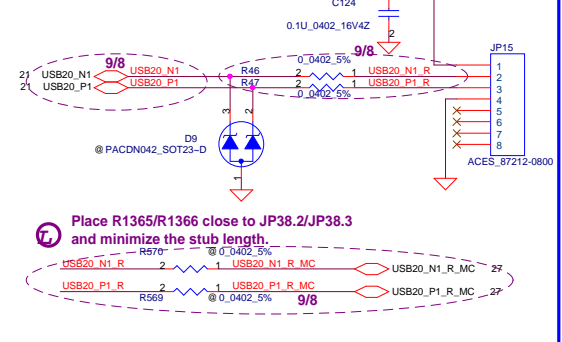 C124
0.1U_0402_16V4Z
2
9/8
9/8
JP15
21 USB20_N1 USB20_N1 R46 2 0_0402_5% 1 USB20_N1_R 1
21 USB20_P1 USB20_P1 R47 2 0_0402_5% 1 USB20_P1_R 2
3
4
5
6
7
8
ACES_87212-0800
3 2
D9
@ PACDN042_SOT23~D
1
Place R1365/R1366 close to JP38.2/JP38.3
and minimize the stub length.
R570 @ 0_0402_5%
USB20_N1_R 2 1 USB20_N1_R_MC USB20_N1_R_MC 27
USB20_P1_R 2 1 USB20_P1_R_MC USB20_P1_R_MC 27
R569 @ 0_0402_5% 9/8